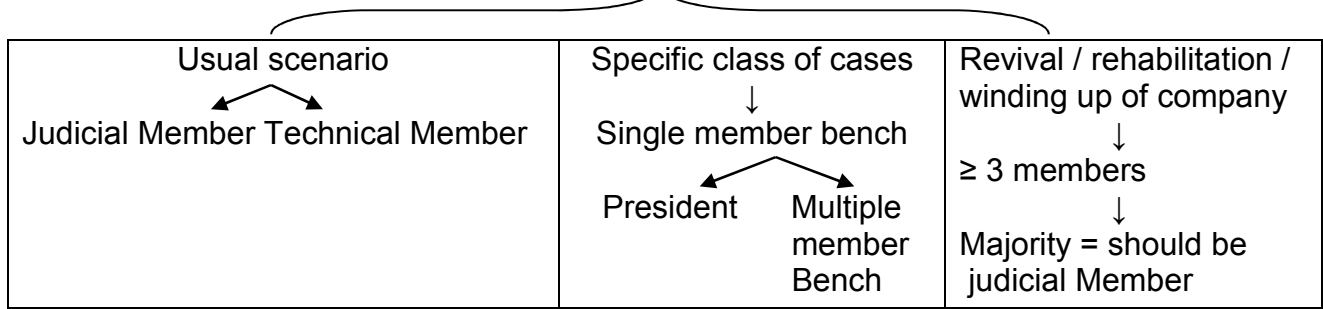 Usual scenario
Judicial Member Technical Member
Specific class of cases
↓
Single member bench
President
Multiple
member
Bench
Revival / rehabilitation /
winding up of company
↓
≥ 3 members
↓
Majority = should be
judicial Member